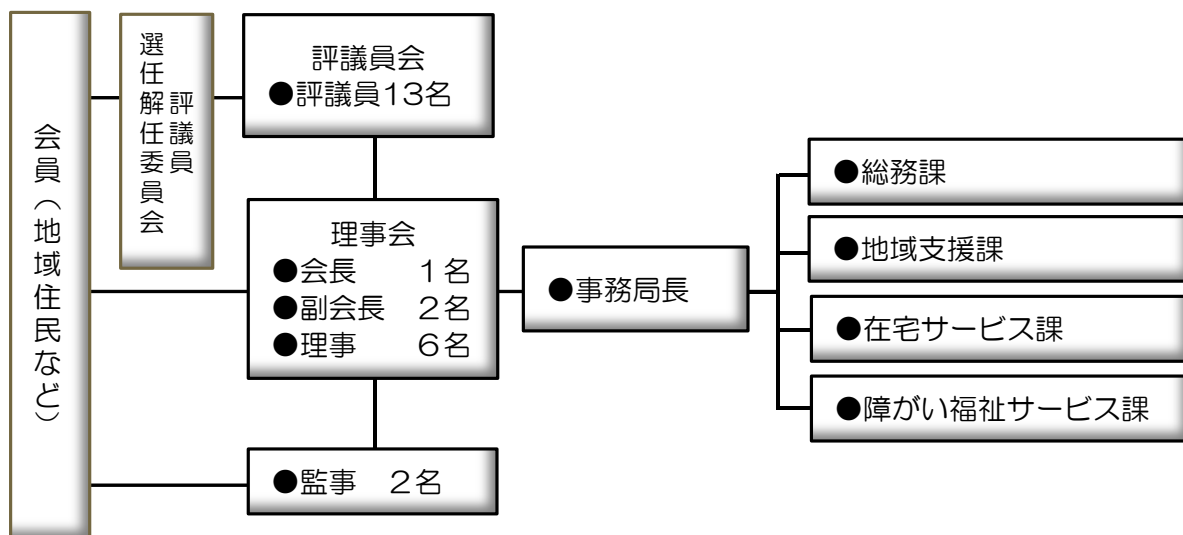 会員（地域住民など）
評議員
選任解任委員会
評議員会
●評議員13名
理事会
●会長　　１名
●副会長　２名
●理事　　６名
●監事　２名
●事務局長
●総務課
●地域支援課
●在宅サービス課
●障がい福祉サービス課